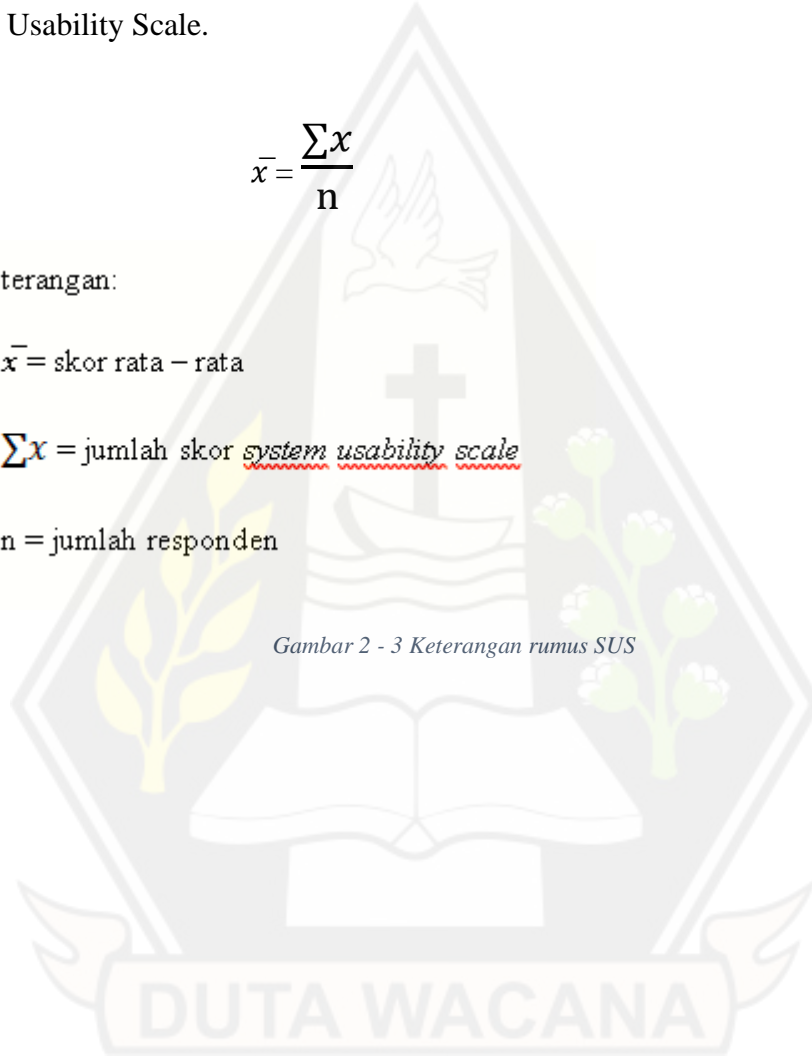 Usability Scale.
x̄ = ∑x / n
terangan:
x̄ = skor rata – rata
∑x = jumlah skor system usability scale
n = jumlah responden
Gambar 2 - 3 Keterangan rumus SUS
DUTA WACANA